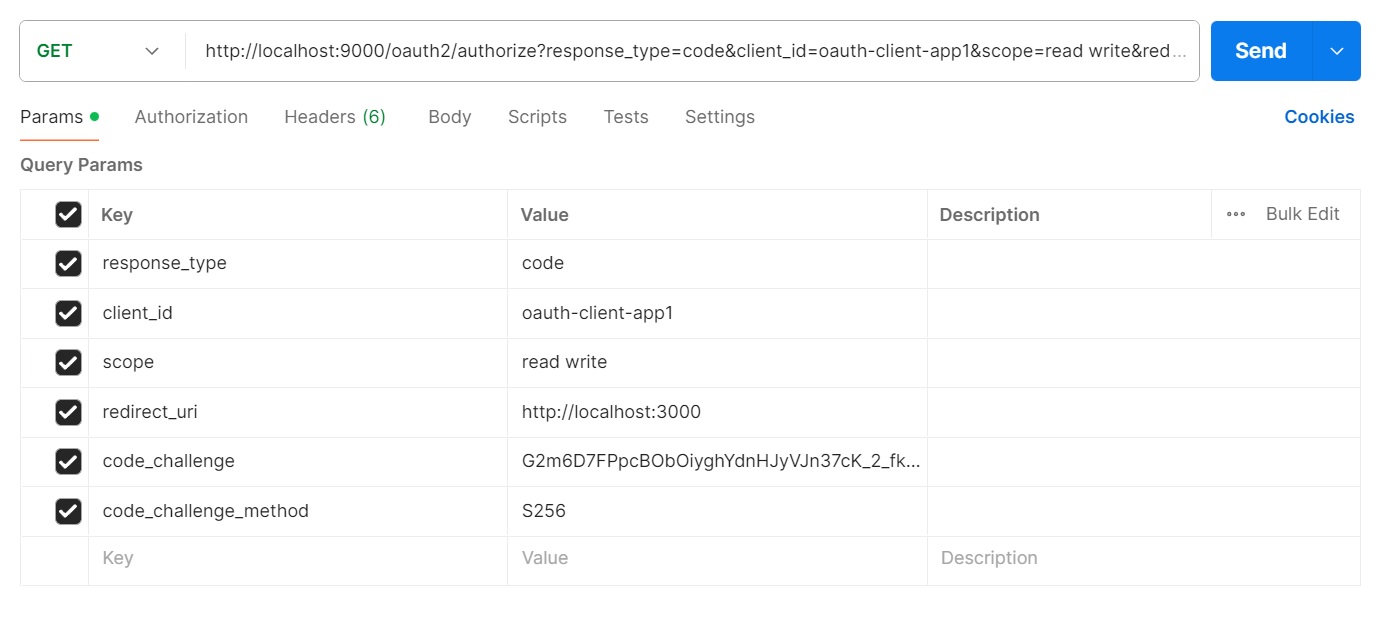 GET http://localhost:9000/oauth2/authorize?response_type=code&client_id=oauth-client-app1&scope=read write&red... Send
Params Authorization Headers (6) Body Scripts Tests Settings Cookies
Query Params
Key Value Description Bulk Edit
response_type code
client_id oauth-client-app1
scope read write
redirect_uri http://localhost:3000
code_challenge G2m6D7FPpcBObOiyghYdnHJyVJn37cK_2_fk...
code_challenge_method S256
Key Value Description